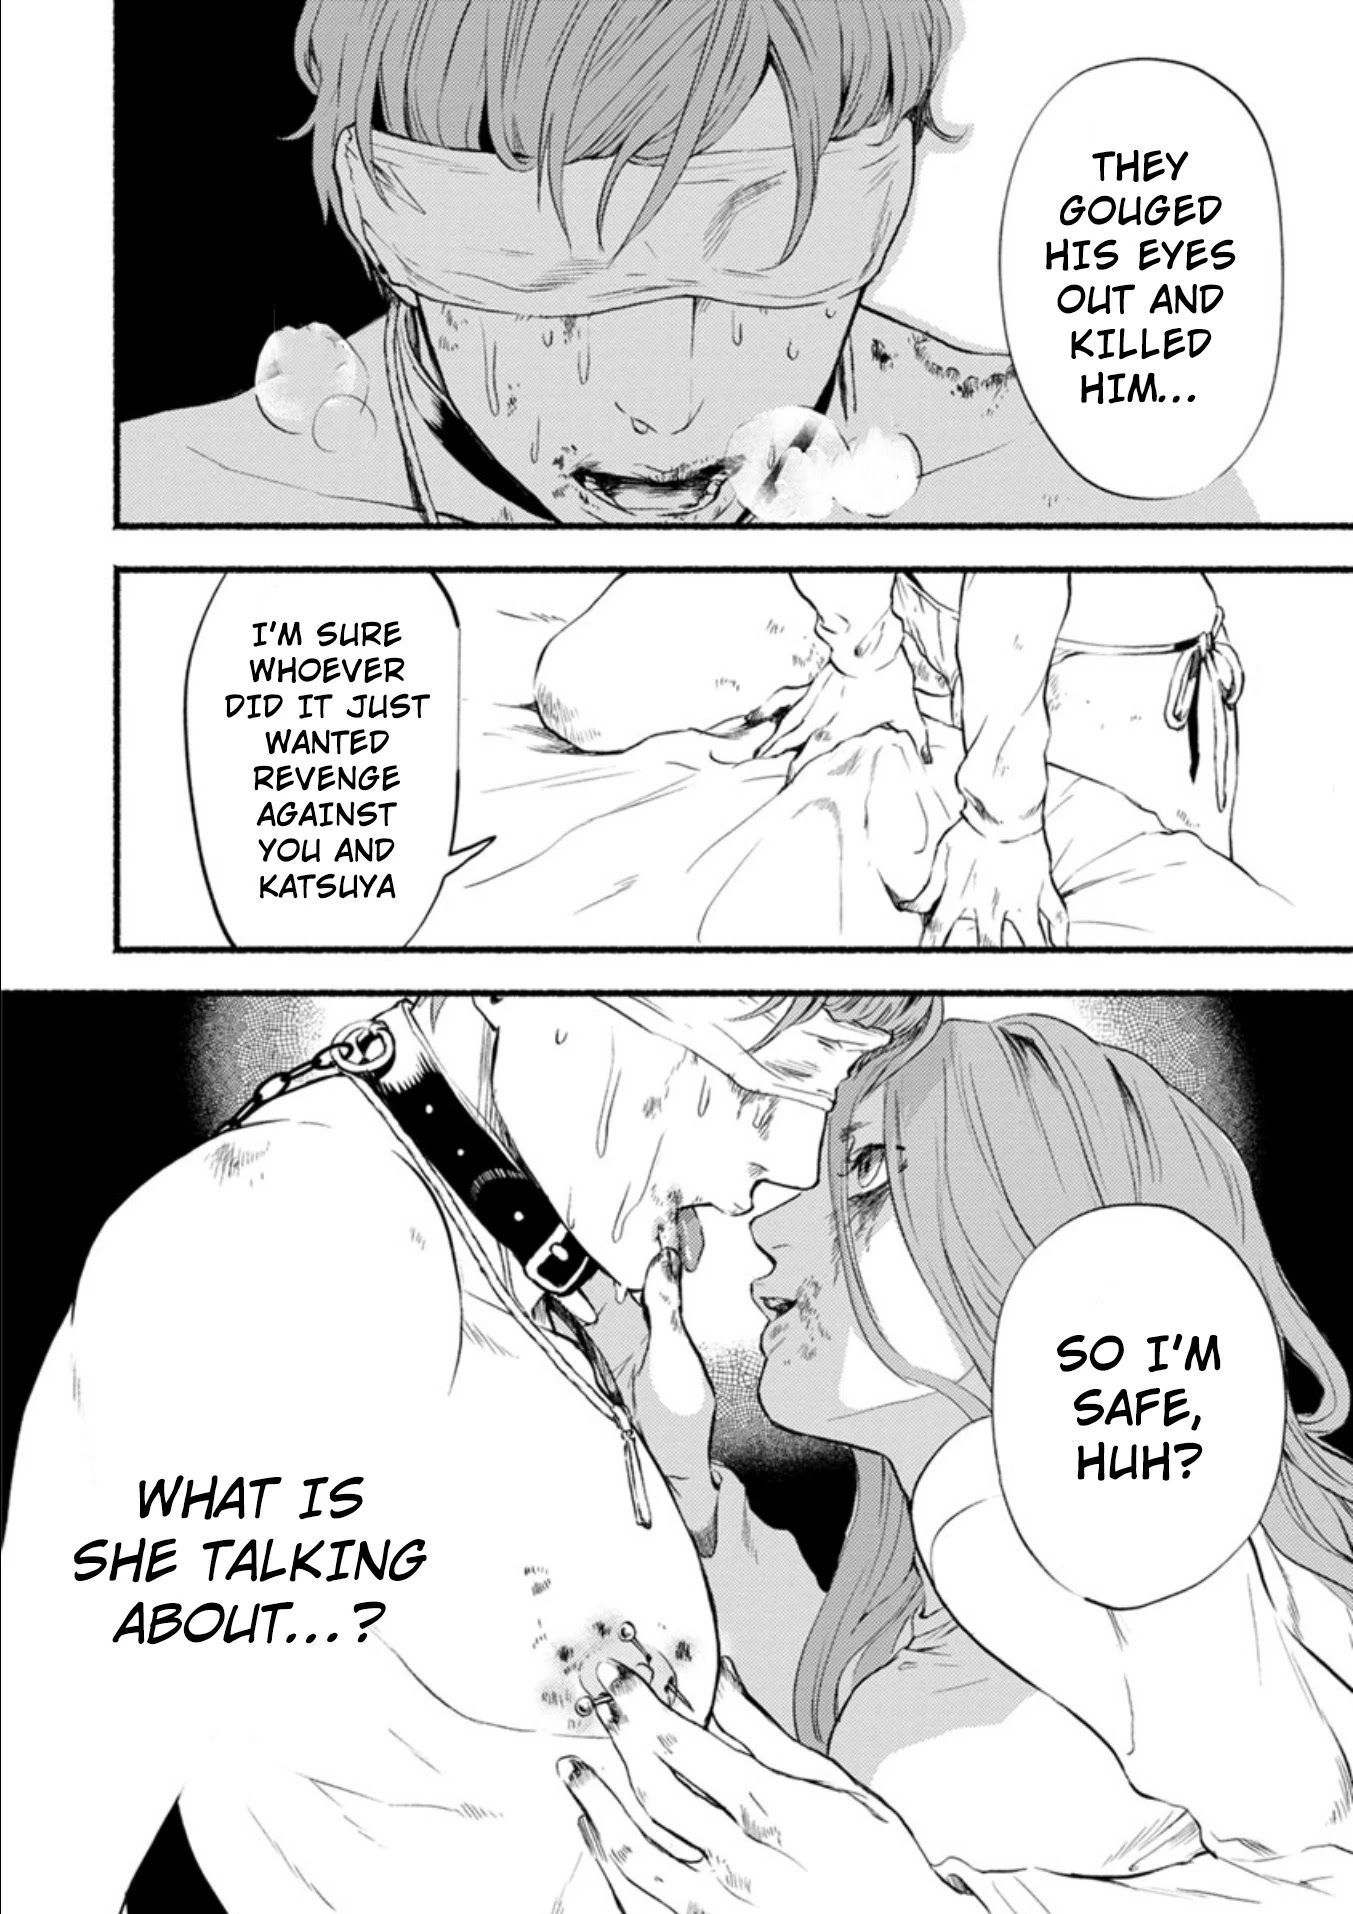 THEY
GOUGED
HIS EYES
OUT AND
KILLED
HIM...
I'M SURE
WHOEVER
DID IT JUST
WANTED
REVENGE
AGAINST
YOU AND
KATSUYA
SO I'M
SAFE,
HUH?
WHAT IS
SHE TALKING
ABOUT...?